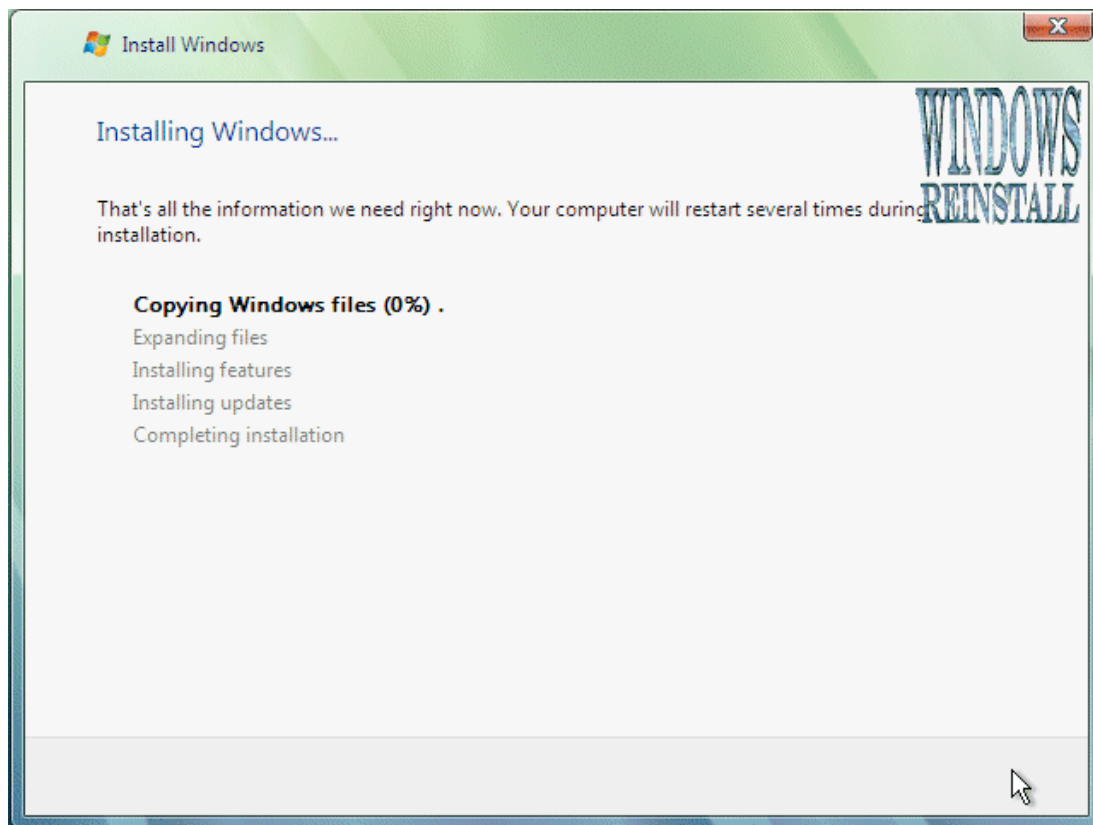 Install Windows
Installing Windows...
WINDOWS
REINSTALL
That's all the information we need right now. Your computer will restart several times during
installation.
Copying Windows files (0%) .
Expanding files
Installing features
Installing updates
Completing installation